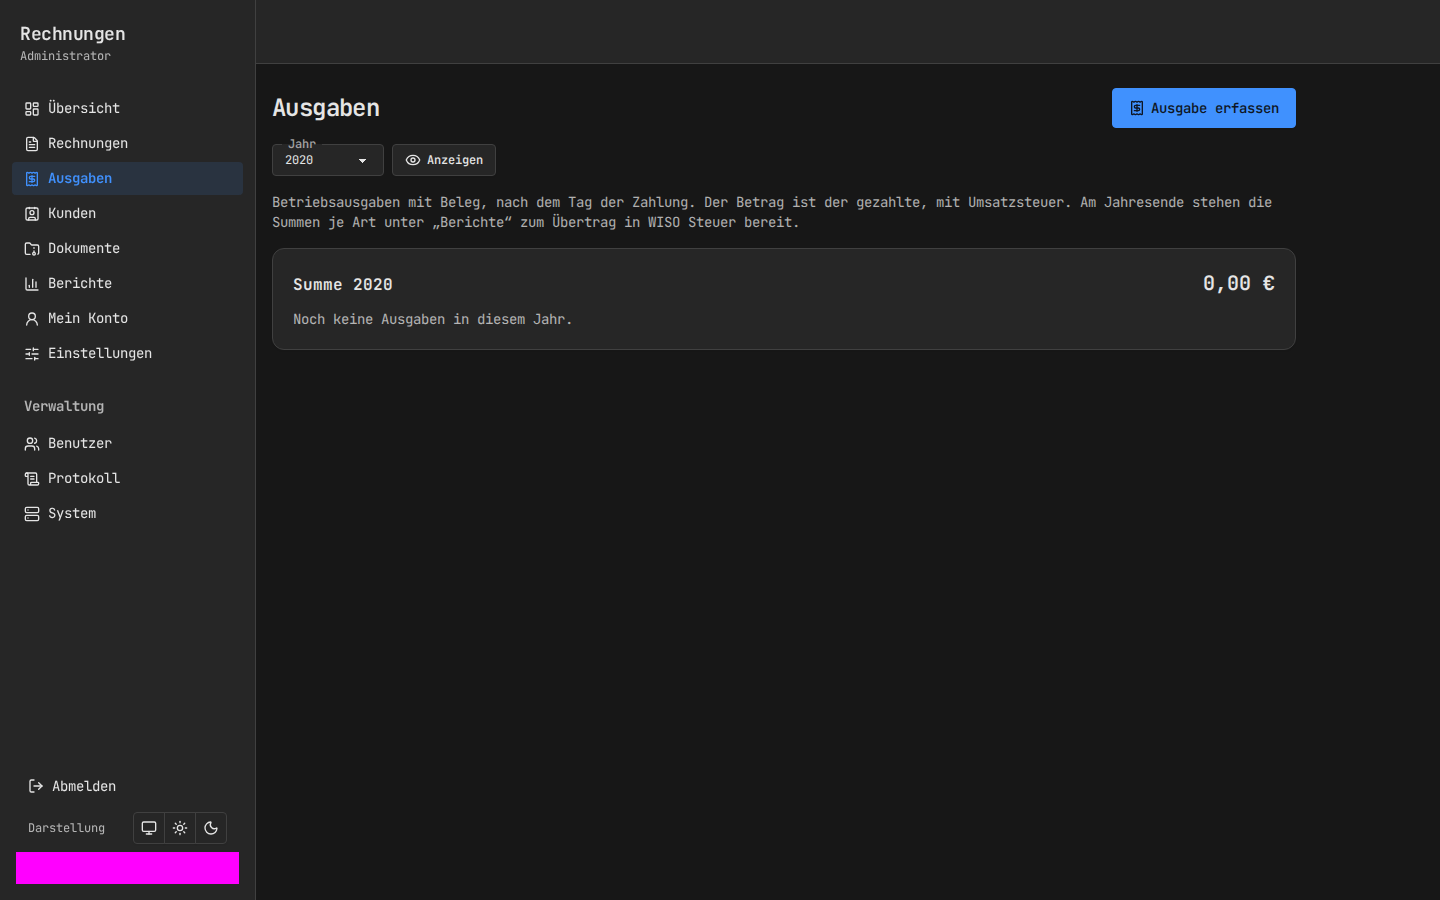 Rechnungen
Administrator
Übersicht
Rechnungen
Ausgaben
Kunden
Dokumente
Berichte
Mein Konto
Einstellungen
Verwaltung
Benutzer
Protokoll
System
Abmelden
Darstellung
Ausgaben
Ausgabe erfassen
Jahr
2020
Anzeigen
Betriebsausgaben mit Beleg, nach dem Tag der Zahlung. Der Betrag ist der gezahlte, mit Umsatzsteuer. Am Jahresende stehen die
Summen je Art unter „Berichte“ zum Übertrag in WISO Steuer bereit.
Summe 2020
0,00 €
Noch keine Ausgaben in diesem Jahr.